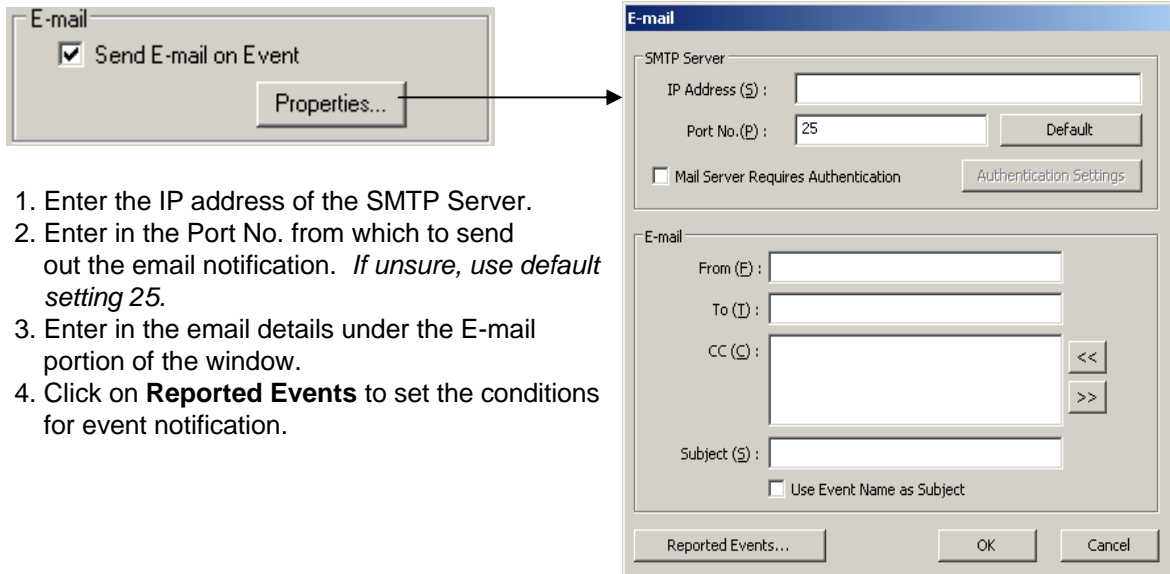 E-mail
Send E-mail on Event
Properties...
1. Enter the IP address of the SMTP Server.
2. Enter in the Port No. from which to send
out the email notification. If unsure, use default
setting 25.
3. Enter in the email details under the E-mail
portion of the window.
4. Click on Reported Events to set the conditions
for event notification.
E-mail
SMTP Server
IP Address (S) :
Port No.(P) : 25 Default
Mail Server Requires Authentication Authentication Settings
E-mail
From (F) :
To (T) :
CC (C) : <<
>>
Subject (S) :
Use Event Name as Subject
Reported Events... OK Cancel